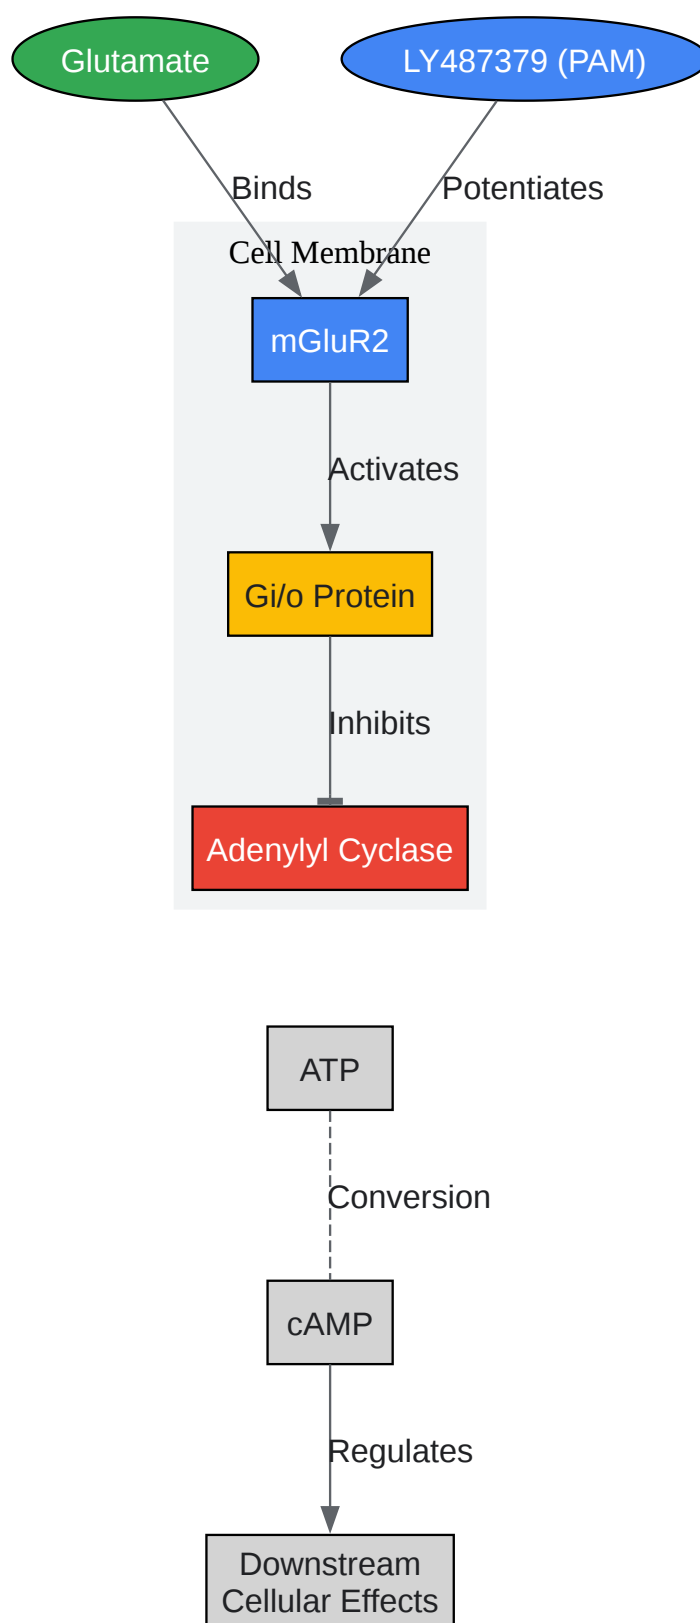 Glutamate
LY487379 (PAM)
Binds
Potentiates
Cell Membrane
mGluR2
Activates
Gi/o Protein
Inhibits
Adenylyl Cyclase
ATP
Conversion
cAMP
Regulates
Downstream
Cellular Effects